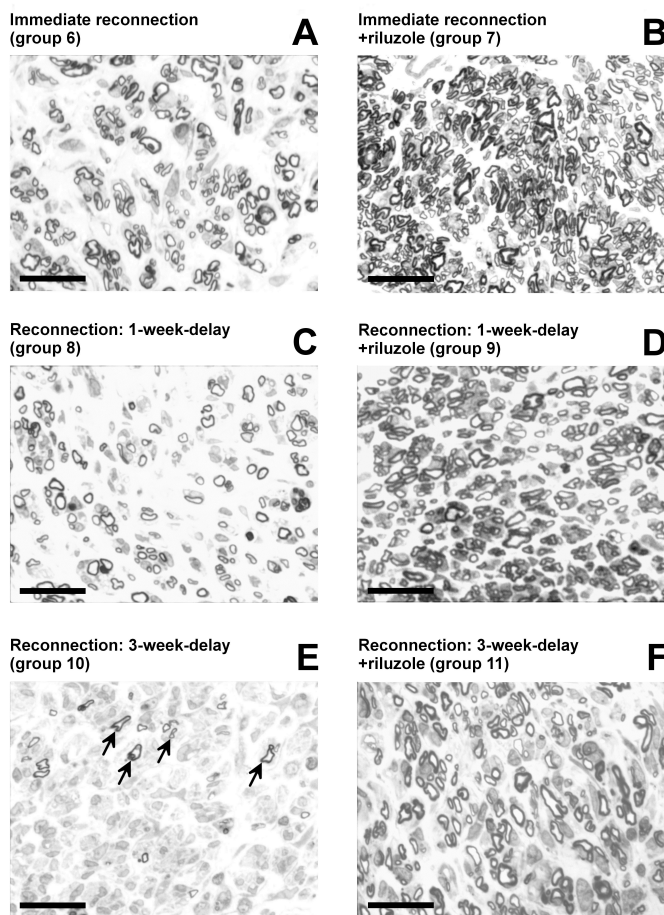 Immediate reconnection
(group 6)
A
Immediate reconnection
+riluzole (group 7)
B
Reconnection: 1-week-delay
(group 8)
C
Reconnection: 1-week-delay
+riluzole (group 9)
D
Reconnection: 3-week-delay
(group 10)
E
Reconnection: 3-week-delay
+riluzole (group 11)
F